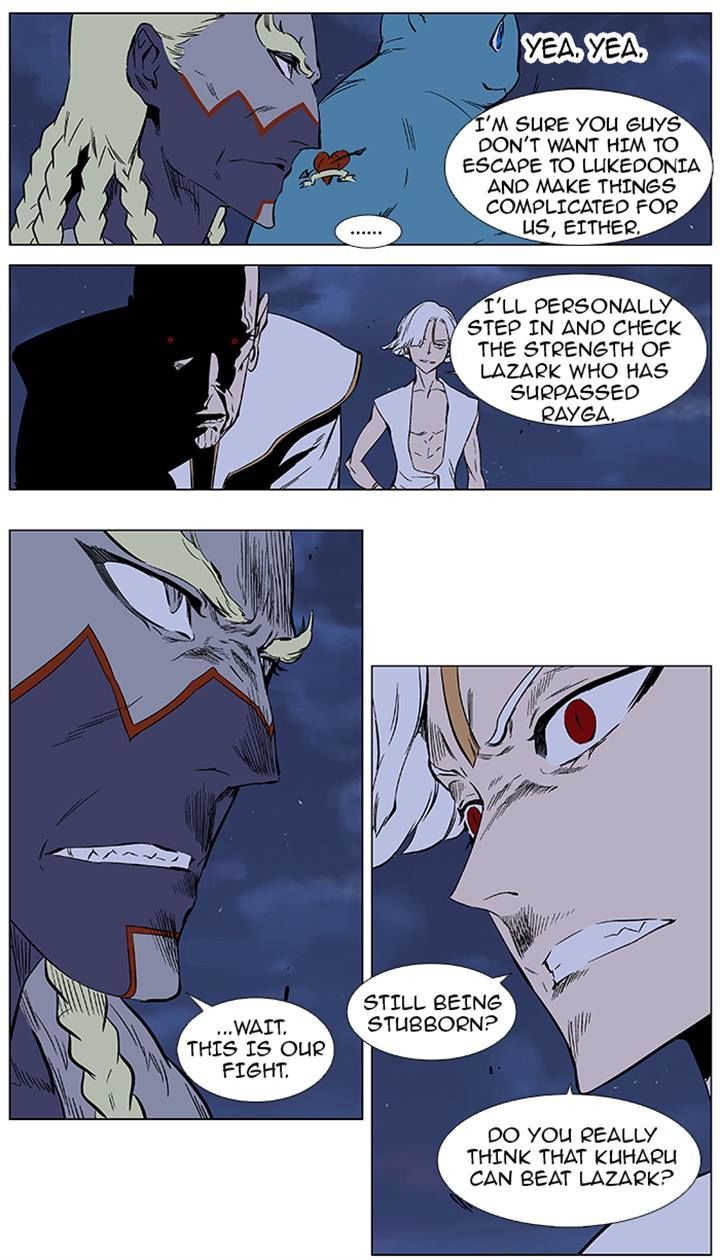 YEA. YEA.
I'M SURE YOU GUYS
DON'T WANT HIM TO
ESCAPE TO LUKEDONIA
AND MAKE THINGS
COMPLICATED FOR
US, EITHER.
......
I'LL PERSONALLY
STEP IN AND CHECK
THE STRENGTH OF
LAZARK WHO HAS
SURPASSED
RAYGA.
...WAIT.
THIS IS OUR
FIGHT.
STILL BEING
STUBBORN?
DO YOU REALLY
THINK THAT KUHARU
CAN BEAT LAZARK?